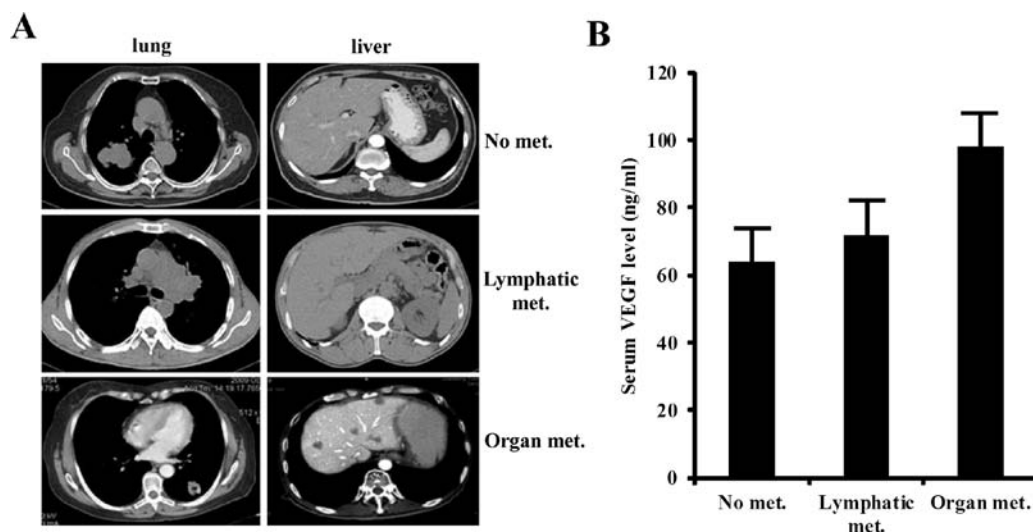 A
lung
liver
No met.
Lymphatic
met.
Organ met.
B
Serum VEGF level (ng/ml)
120
100
80
60
40
20
0
No met.
Lymphatic
met.
Organ met.